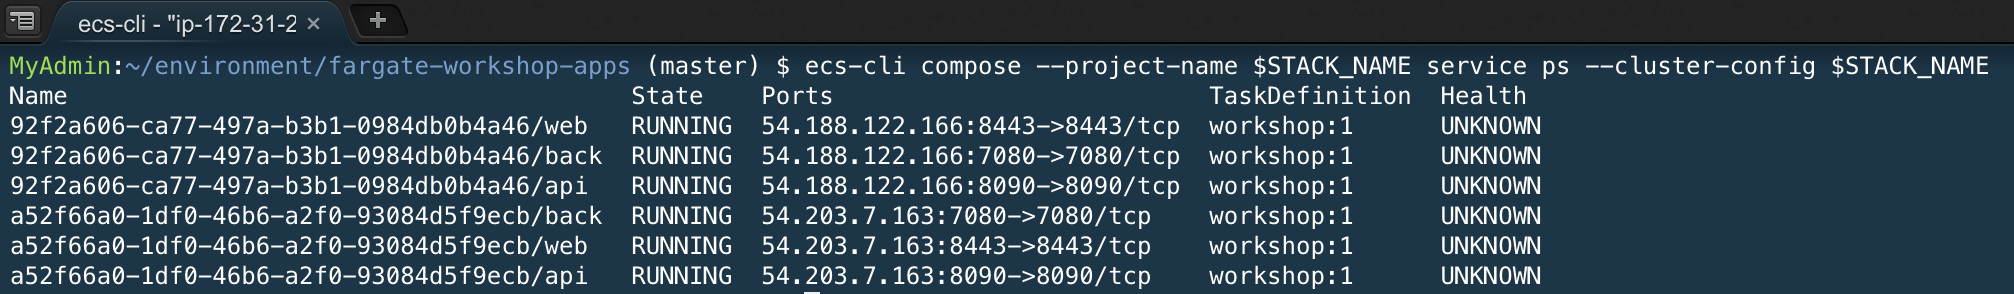 ecs-cli - "ip-172-31-2
MyAdmin:~/environment/fargate-workshop-apps (master) $ ecs-cli compose --project-name $STACK_NAME service ps --cluster-config $STACK_NAME
Name State Ports TaskDefinition Health
92f2a606-ca77-497a-b3b1-0984db0b4a46/web RUNNING 54.188.122.166:8443->8443/tcp workshop:1 UNKNOWN
92f2a606-ca77-497a-b3b1-0984db0b4a46/back RUNNING 54.188.122.166:7080->7080/tcp workshop:1 UNKNOWN
92f2a606-ca77-497a-b3b1-0984db0b4a46/api RUNNING 54.188.122.166:8090->8090/tcp workshop:1 UNKNOWN
a52f66a0-1df0-46b6-a2f0-93084d5f9ecb/back RUNNING 54.203.7.163:7080->7080/tcp workshop:1 UNKNOWN
a52f66a0-1df0-46b6-a2f0-93084d5f9ecb/web RUNNING 54.203.7.163:8443->8443/tcp workshop:1 UNKNOWN
a52f66a0-1df0-46b6-a2f0-93084d5f9ecb/api RUNNING 54.203.7.163:8090->8090/tcp workshop:1 UNKNOWN